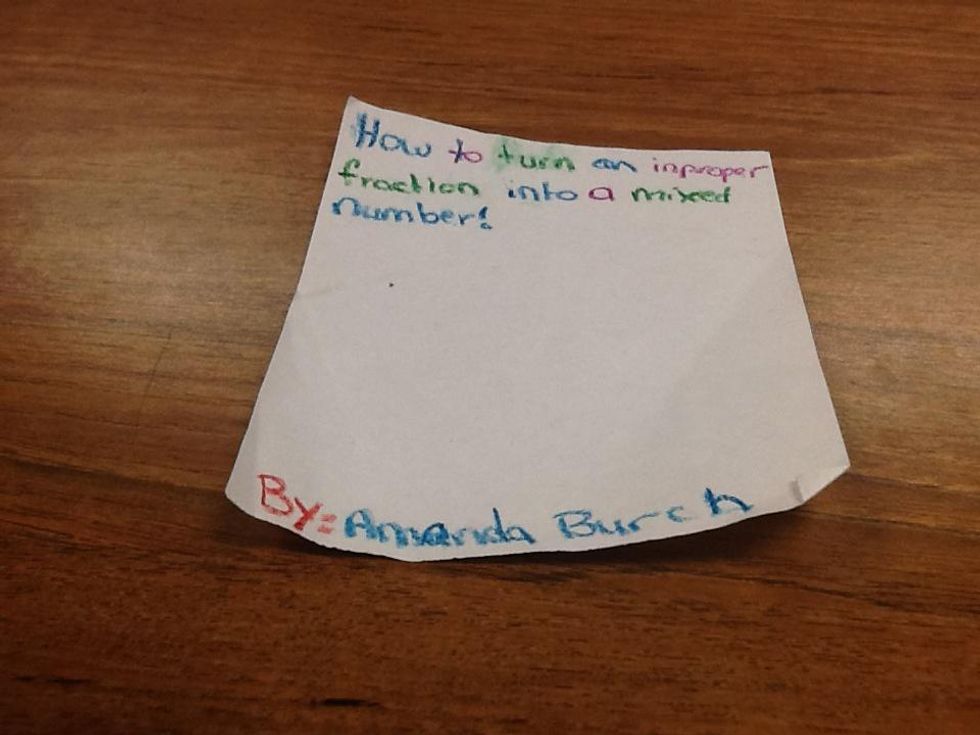 How to turn an inproper
fraction into a mixed
number!
By: Amanda Burch